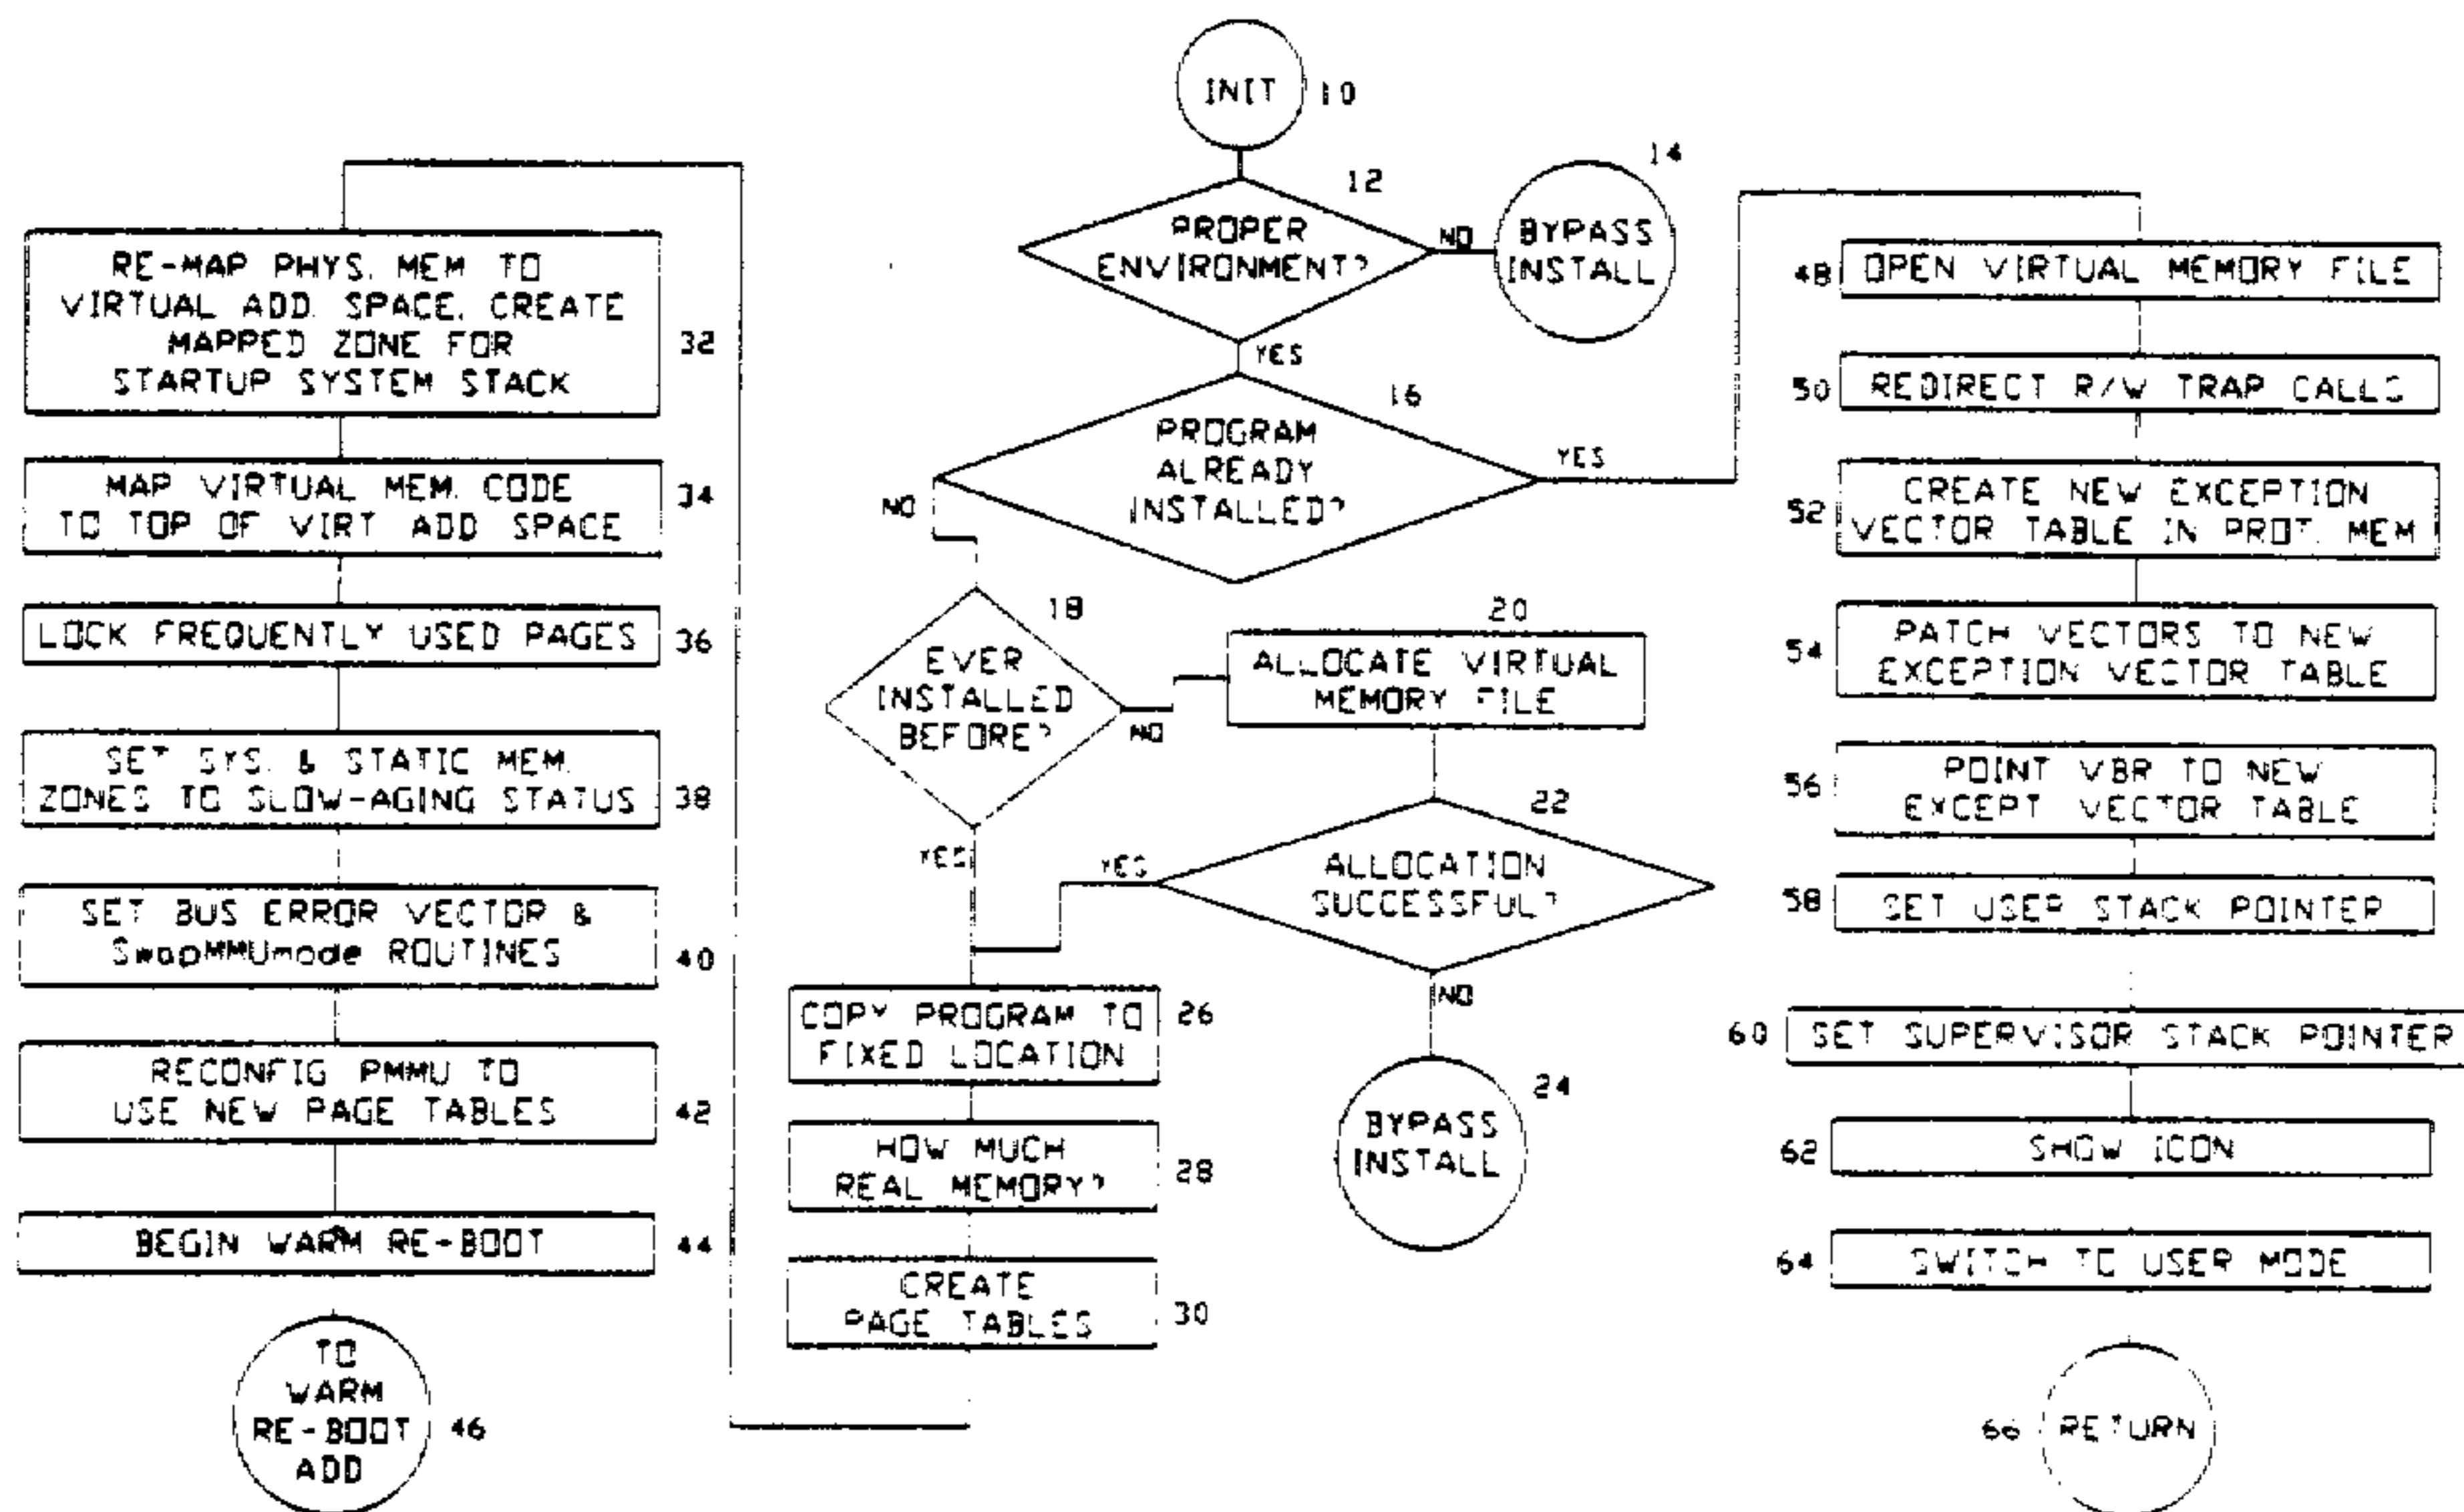 INIT
10
12
PROPER
ENVIRONMENT?
NO
14
BYPASS
INSTALL
YES
16
PROGRAM
ALREADY
INSTALLED?
YES
NO
18
EVER
INSTALLED
BEFORE?
NO
YES
20
ALLOCATE VIRTUAL
MEMORY FILE
22
ALLOCATION
SUCCESSFUL?
YES
NO
24
BYPASS
INSTALL
COPY PROGRAM TO
FIXED LOCATION
26
HOW MUCH
REAL MEMORY?
28
CREATE
PAGE TABLES
30
RE-MAP PHYS. MEM TO
VIRTUAL ADD. SPACE, CREATE
MAPPED ZONE FOR
STARTUP SYSTEM STACK
32
MAP VIRTUAL MEM. CODE
TO TOP OF VIRT ADD SPACE
34
LOCK FREQUENTLY USED PAGES
36
SET SYS. & STATIC MEM.
ZONES TO SLOW-AGING STATUS
38
SET BUS ERROR VECTOR &
SwapMMUmode ROUTINES
40
RECONFIG PMMU TO
USE NEW PAGE TABLES
42
BEGIN WARM RE-BOOT
44
TO
WARM
RE-BOOT
ADD
46
48
OPEN VIRTUAL MEMORY FILE
50
REDIRECT R/W TRAP CALLS
52
CREATE NEW EXCEPTION
VECTOR TABLE IN PROT. MEM
54
PATCH VECTORS TO NEW
EXCEPTION VECTOR TABLE
56
POINT VBR TO NEW
EXCEPT VECTOR TABLE
58
SET USER STACK POINTER
60
SET SUPERVISOR STACK POINTER
62
SHOW ICON
64
SWITCH TO USER MODE
66
RETURN